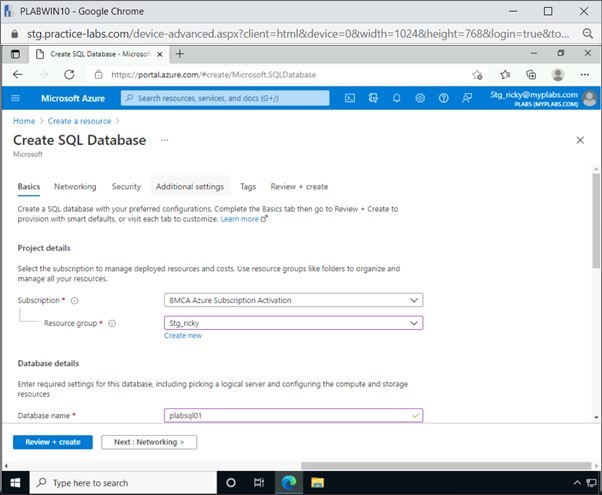 PLABWIN10 - Google Chrome
stg.practice-labs.com/device-advanced.aspx?client=html&device=0&width=1024&height=768&login=true&to...
Create SQL Database - Microsoft
https://portal.azure.com/#create/Microsoft.SQLDatabase
Microsoft Azure
Search resources, services, and docs (G+/)
Stg_ricky@myplabs.com
PLABS (MYPLABS.COM)
Home > Create a resource >
Create SQL Database ...
Microsoft
Basics Networking Security Additional settings Tags Review + create
Create a SQL database with your preferred configurations. Complete the Basics tab then go to Review + Create to
provision with smart defaults, or visit each tab to customize. Learn more
Project details
Select the subscription to manage deployed resources and costs. Use resource groups like folders to organize and
manage all your resources.
Subscription * BMCA Azure Subscription Activation
Resource group * Stg_ricky
Create new
Database details
Enter required settings for this database, including picking a logical server and configuring the compute and storage
resources
Database name * plabsql01
Review + create Next : Networking >
Type here to search